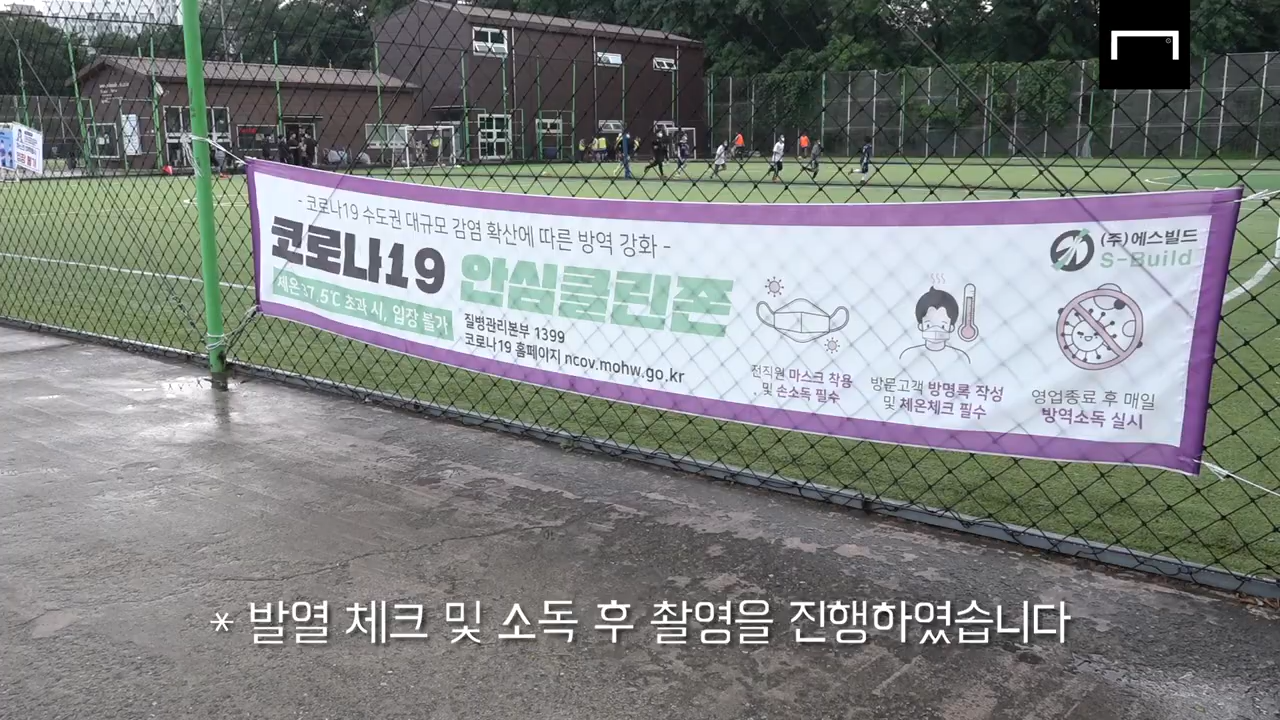 - 코로나19 수도권 대규모 감염 확산에 따른 방역 강화 -
코로나19 안심클린존
체온37.5℃ 초과 시, 입장 불가
질병관리본부 1399
코로나19 홈페이지 ncov.mohw.go.kr
(주)에스빌드
S-Build
전직원 마스크 착용
및 손소독 필수
방문고객 방명록 작성
및 체온체크 필수
영업종료 후 매일
방역소독 실시
* 발열 체크 및 소독 후 촬영을 진행하였습니다